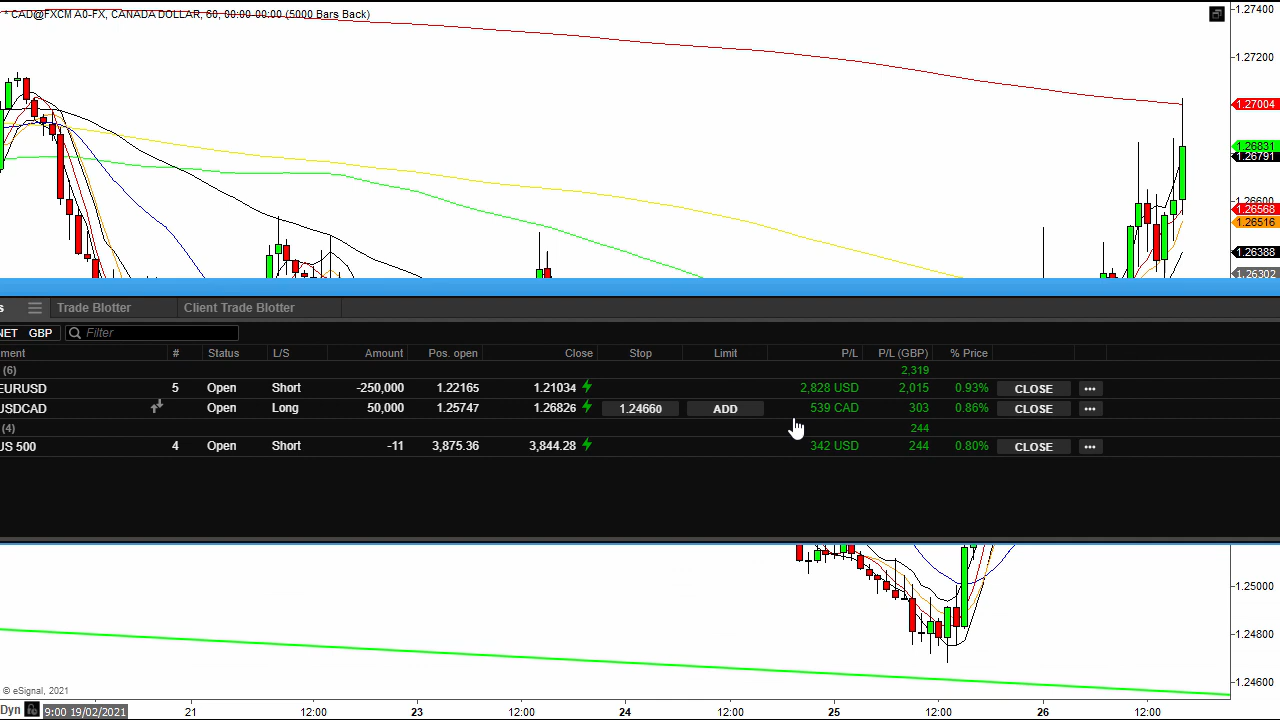 * CAD@FXCM A0-FX, CANADA DOLLAR, 60, 00:00-00:00 (5000 Bars Back)
1.27400
1.27200
1.27004
1.26831
1.26791
1.26600
1.26568
1.26516
1.26388
1.26302
s Trade Blotter Client Trade Blotter
NET GBP Filter
ment # Status L/S Amount Pos. open Close Stop Limit P/L P/L (GBP) % Price
(6) 2,319
EURUSD 5 Open Short -250,000 1.22165 1.21034 2,828 USD 2,015 0.93% CLOSE •••
USDCAD Open Long 50,000 1.25747 1.26826 1.24660 ADD 539 CAD 303 0.86% CLOSE •••
(4) 244
US 500 4 Open Short -11 3,875.36 3,844.28 342 USD 244 0.80% CLOSE •••
1.25000
1.24800
1.24600
© eSignal, 2021
Dyn 9:00 19/02/2021 21 12:00 23 12:00 24 12:00 25 12:00 26 12:00